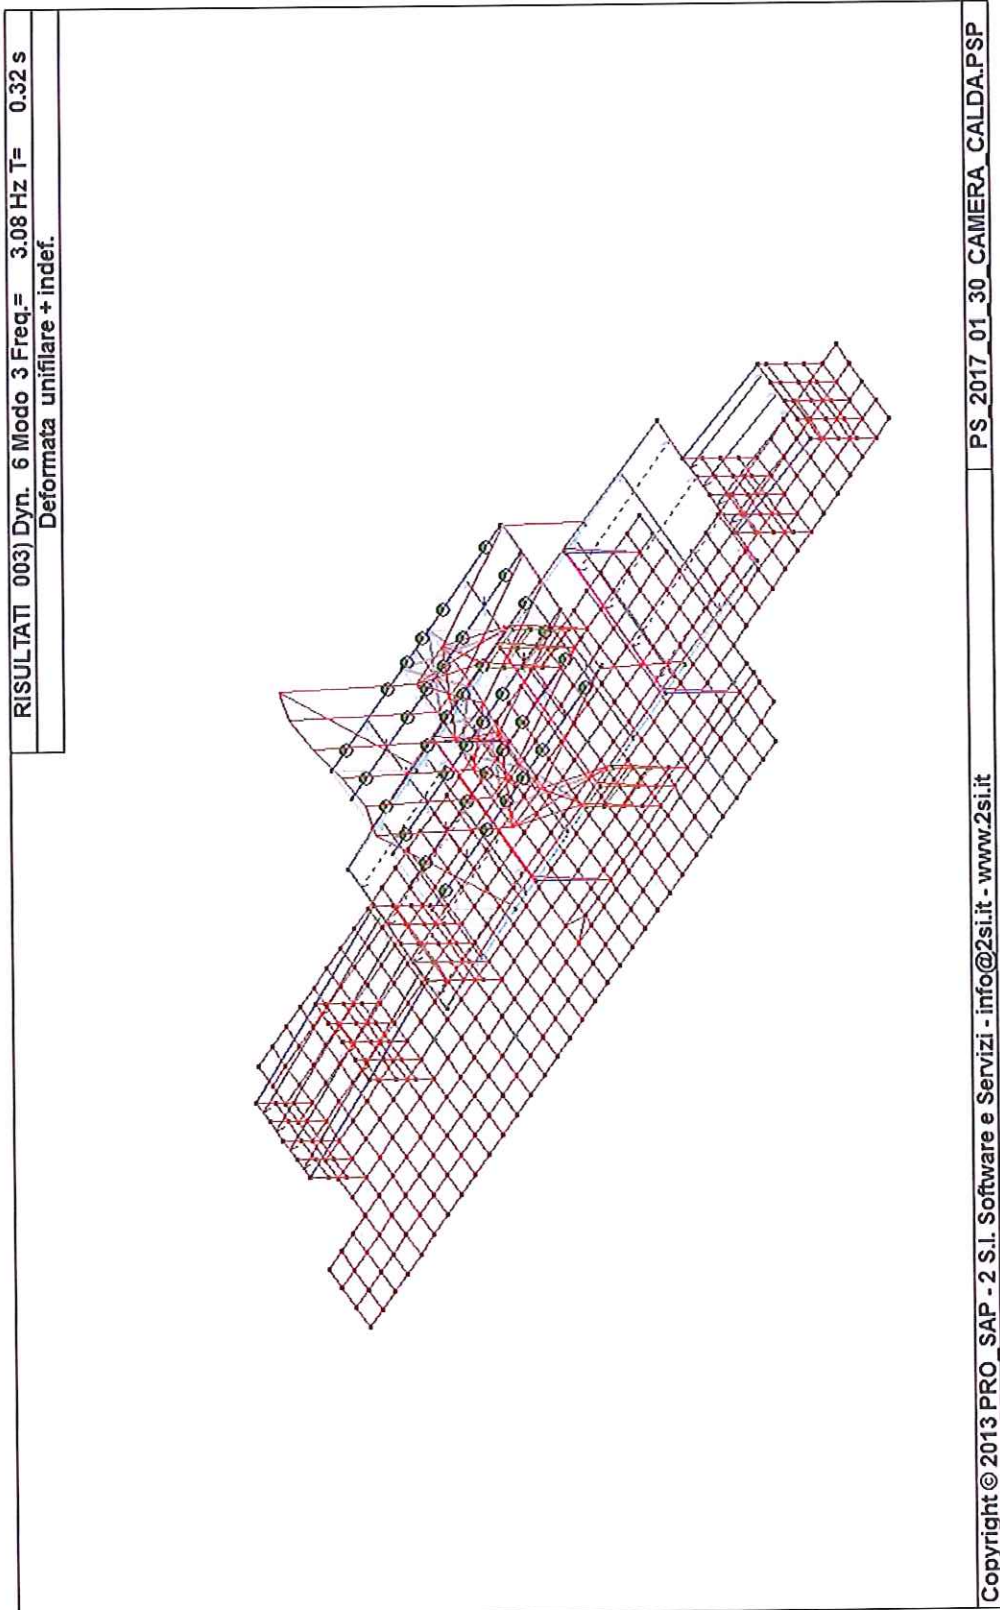 RISULTATI 003) Dyn. 6 Modo 3 Freq.= 3.08 Hz T= 0.32 s
Deformata unifilare + indef.
Copyright © 2013 PRO_SAP - 2 S.I. Software e Servizi - info@2si.it - www.2si.it
PS_2017_01_30_CAMERA_CALDA.PSP